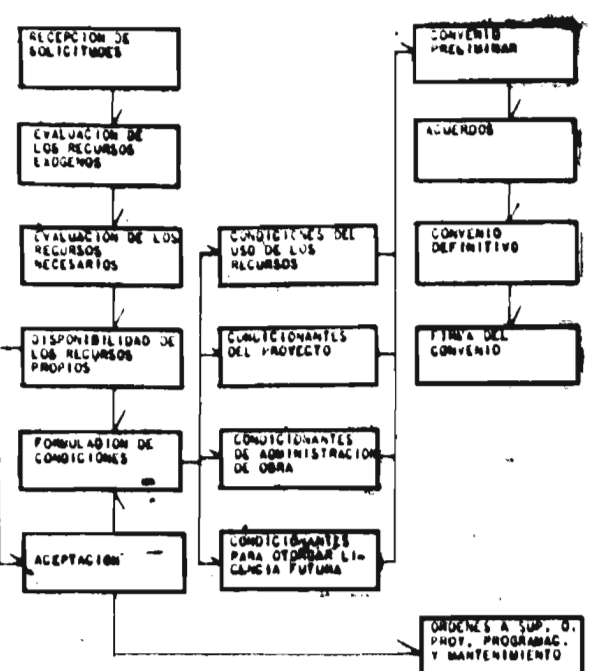 RECEPCION DE
SOLICITUDES
EVALUACION DE
LOS RECURSOS
EXOGENOS
EVALUACION DE LOS
RECURSOS
NECESARIOS
DISPONIBILIDAD DE
LOS RECURSOS
PROPIOS
FORMULACION DE
CONDICIONES
ACEPTACION
CONDICIONES DEL
USO DE LOS
RECURSOS
CONDICIONANTES
DEL PROYECTO
CONDICIONANTES
DE ADMINISTRACION
DE OBRA
CONDICIONANTES
PARA OTORGAR LI-
CENCIA FUTURA
CONVENIO
PRELIMINAR
ACUERDOS
CONVENIO
DEFINITIVO
FIRMA DEL
CONVENIO
ORDENES A SUP. O.
PROY. PROGRAMAC.
Y MANTENIMIENTO